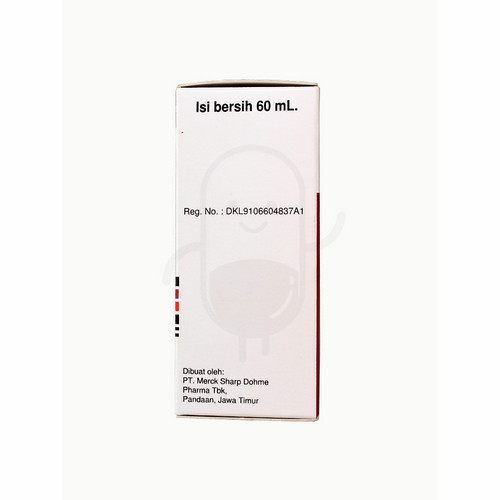 Isi bersih 60 mL.
Reg. No. : DKL9106604837A1
Dibuat oleh:
PT. Merck Sharp Dohme
Pharma Tbk,
Pandaan, Jawa Timur